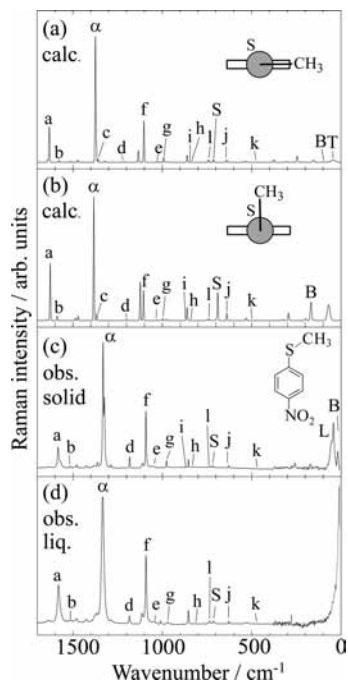 (a)
calc.
α
S
CH3
a
b
c
d
f
e
g
i
h
l
S
j
k
B T
(b)
calc.
α
CH3
S
a
b
c
d
f
e
g
i
h
l
S
j
k
B
(c)
obs.
solid
α
CH3
S
NO2
a
b
d
f
e
g
i
h
l
S
j
k
L
B
(d)
obs.
liq.
α
a
b
d
f
e
g
h
l
S
j
k
1500 1000 500 0
Wavenumber / cm-1
Raman intensity / arb. units